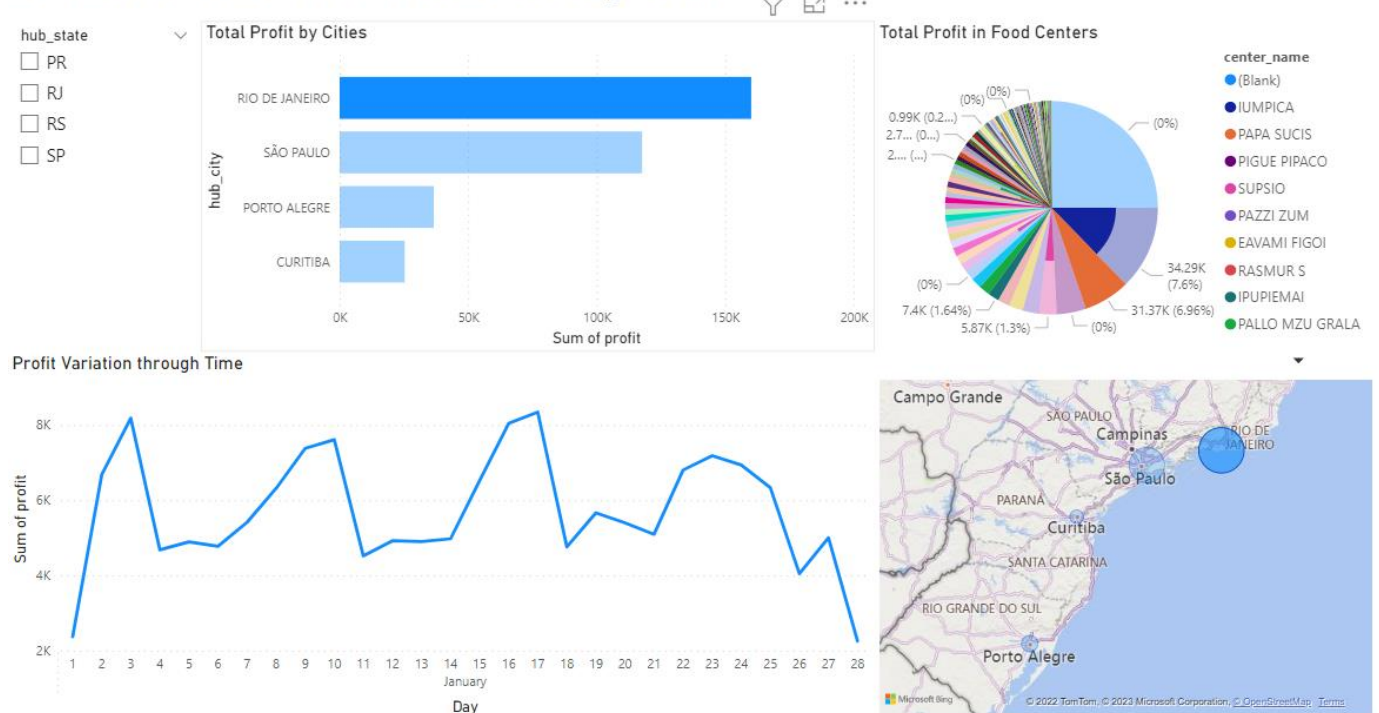 hub_state
PR
RJ
RS
SP
Total Profit by Cities
hub_city
RIO DE JANEIRO
SÃO PAULO
PORTO ALEGRE
CURITIBA
0K 50K 100K 150K 200K
Sum of profit
Total Profit in Food Centers
(0%)
(0%)
0.99K (0.2...)
2.7... (0...)
2.... (...)
(0%)
(0%)
7.4K (1.64%)
5.87K (1.3%)
(0%)
31.37K (6.96%)
34.29K
(7.6%)
center_name
(Blank)
IUMPICA
PAPA SUCIS
PIGUE PIPACO
SUPSIO
PAZZI ZUM
EAVAMI FIGOI
RASMUR S
IPUPIEMAI
PALLO MZU GRALA
Profit Variation through Time
Sum of profit
8K
6K
4K
2K
1 2 3 4 5 6 7 8 9 10 11 12 13 14 15 16 17 18 19 20 21 22 23 24 25 26 27 28
January
Day
Campo Grande
SÃO PAULO
Campinas
RIO DE
JANEIRO
São Paulo
PARANÁ
Curitiba
SANTA CATARINA
RIO GRANDE DO SUL
Porto Alegre
Microsoft Bing
© 2022 TomTom, © 2023 Microsoft Corporation, © OpenStreetMap Terms